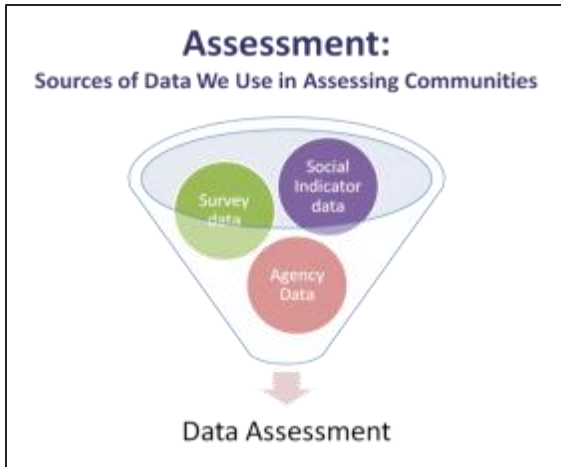 Assessment:
Sources of Data We Use in Assessing Communities
Social
Indicator
data
Survey
data
Agency
Data
Data Assessment